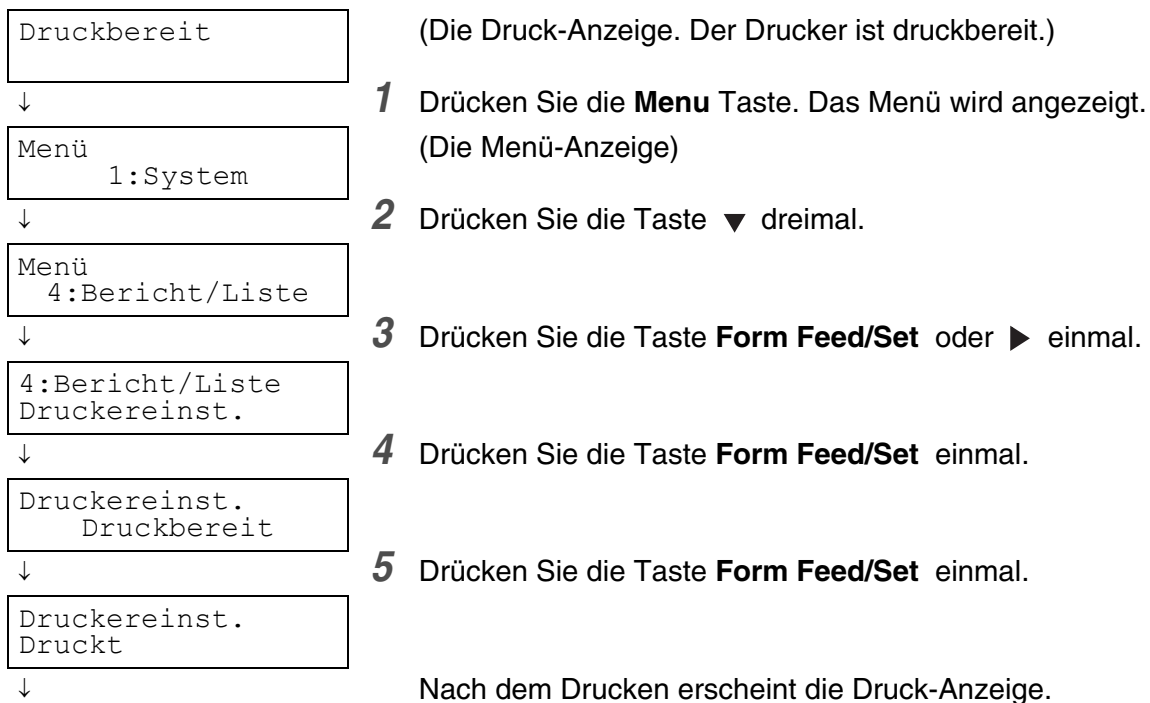 Druckbereit
(Die Druck-Anzeige. Der Drucker ist druckbereit.)
↓
1 Drücken Sie die Menu Taste. Das Menü wird angezeigt.
Menü
1:System
(Die Menü-Anzeige)
↓
2 Drücken Sie die Taste ▼ dreimal.
Menü
4:Bericht/Liste
↓
3 Drücken Sie die Taste Form Feed/Set oder ▶ einmal.
4:Bericht/Liste
Druckereinst.
↓
4 Drücken Sie die Taste Form Feed/Set einmal.
Druckereinst.
Druckbereit
↓
5 Drücken Sie die Taste Form Feed/Set einmal.
Druckereinst.
Druckt
↓
Nach dem Drucken erscheint die Druck-Anzeige.